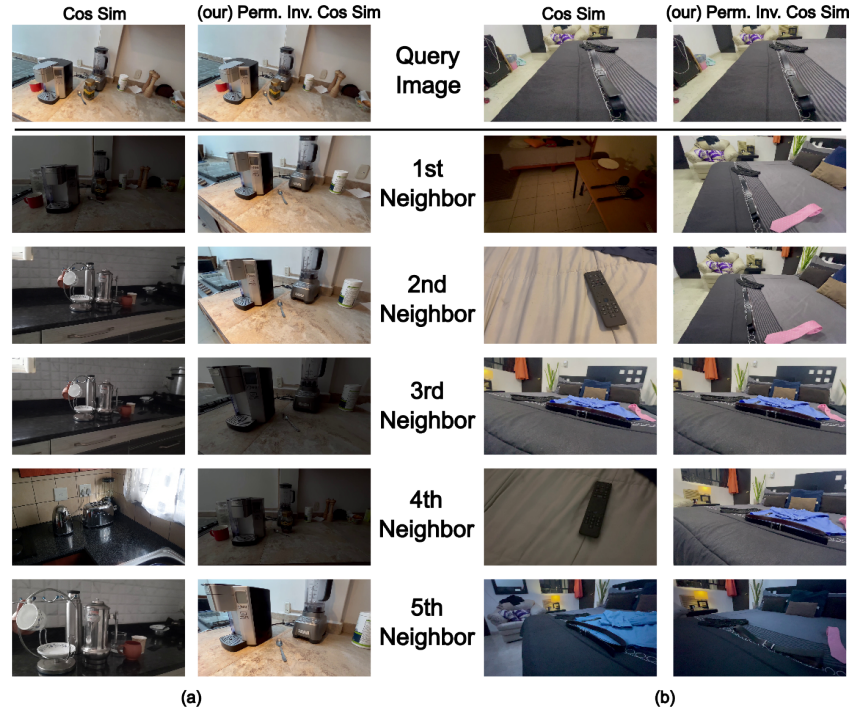 Cos Sim
(our) Perm. Inv. Cos Sim
Cos Sim
(our) Perm. Inv. Cos Sim
Query
Image
1st
Neighbor
2nd
Neighbor
3rd
Neighbor
4th
Neighbor
5th
Neighbor
(a)
(b)